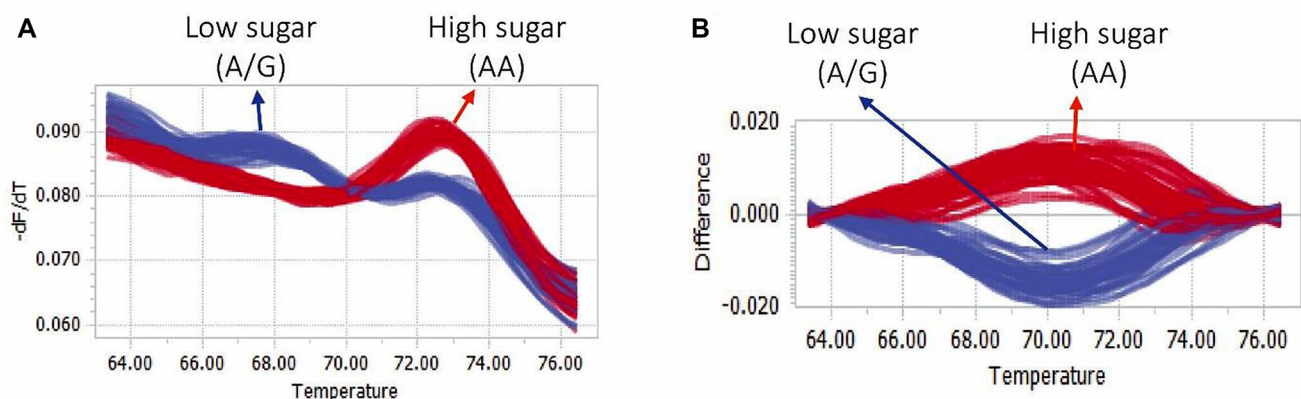 A
Low sugar
(A/G)
High sugar
(AA)
0.090
0.080
0.070
0.060
-dF/dT
64.00 66.00 68.00 70.00 72.00 74.00 76.00
Temperature
B
Low sugar
(A/G)
High sugar
(AA)
0.020
0.000
-0.020
Difference
64.00 66.00 68.00 70.00 72.00 74.00 76.00
Temperature